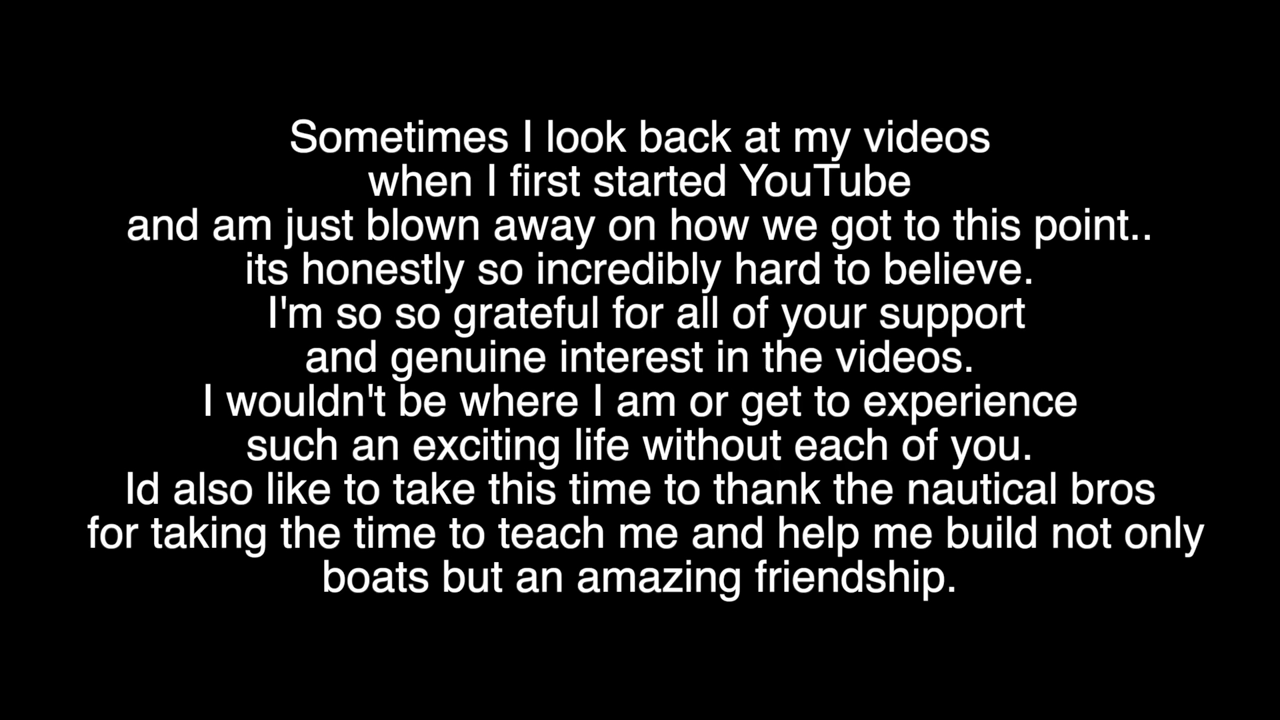 Sometimes I look back at my videos
when I first started YouTube
and am just blown away on how we got to this point..
its honestly so incredibly hard to believe.
I'm so so grateful for all of your support
and genuine interest in the videos.
I wouldn't be where I am or get to experience
such an exciting life without each of you.
Id also like to take this time to thank the nautical bros
for taking the time to teach me and help me build not only
boats but an amazing friendship.